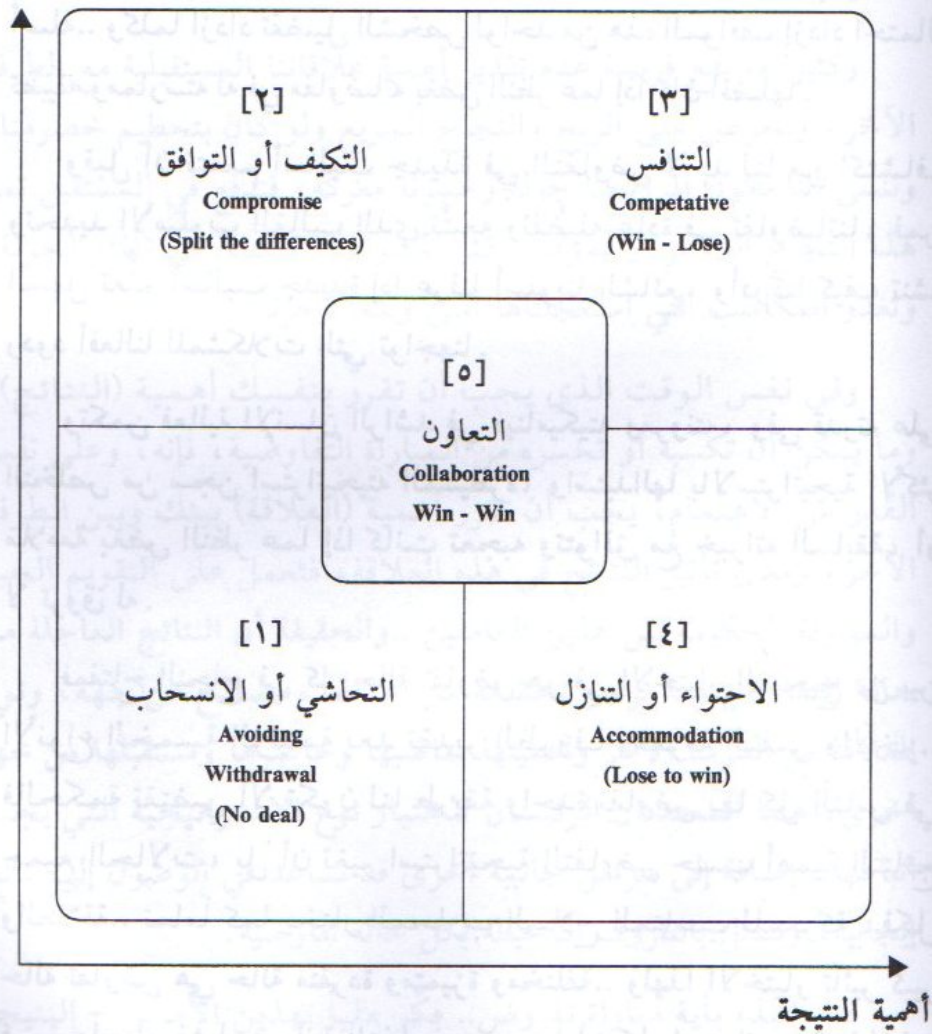 [٢]
التكيف أو التوافق
Compromise
(Split the differences)
[٣]
التنافس
Competative
(Win - Lose)
[٥]
التعاون
Collaboration
Win - Win
[١]
التحاشي أو الانسحاب
Avoiding
Withdrawal
(No deal)
[٤]
الاحتواء أو التنازل
Accommodation
(Lose to win)
أهمية النتيجة